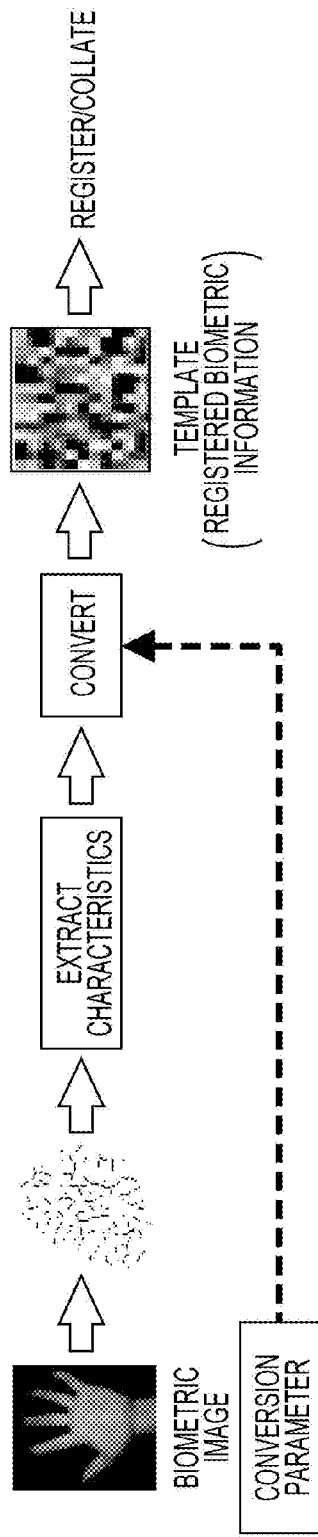 BIOMETRIC
IMAGE
EXTRACT
CHARACTERISTICS
CONVERT
TEMPLATE
(REGISTERED BIOMETRIC
INFORMATION)
REGISTER/COLLATE
CONVERSION
PARAMETER